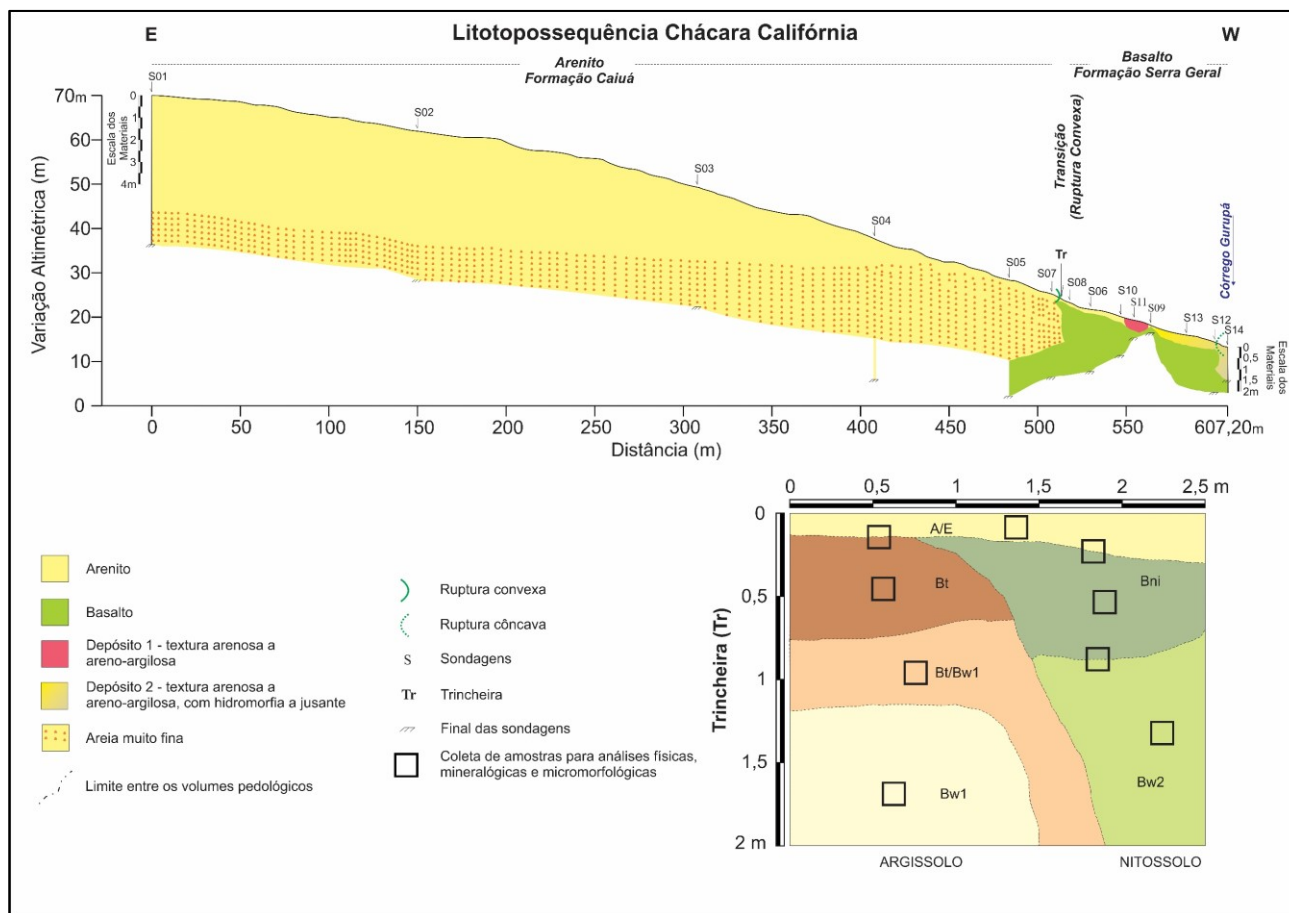 E
Litotopossequência Chácara Califórnia
W
Arenito
Formação Caiuá
Basalto
Formação Serra Geral
Transição
(Ruptura Convexa)
Córrego Gurupá
Variação Altimétrica (m)
70m
60
50
40
30
20
10
0
Escala dos
Materiais
0
1
2
3
4m
S01
S02
S03
S04
S05
S07
Tr
S08
S06
S10
S11
S09
S13
S12
S14
0
0,5
1
1,5
2m
Escala dos
Materiais
0
50
100
150
200
250
300
350
400
450
500
550
607,20m
Distância (m)
Arenito
Basalto
Depósito 1 - textura arenosa a
areno-argilosa
Depósito 2 - textura arenosa a
areno-argilosa, com hidromorfia a jusante
Areia muito fina
Limite entre os volumes pedológicos
Ruptura convexa
Ruptura côncava
S Sondagens
Tr Trincheira
Final das sondagens
Coleta de amostras para análises físicas,
mineralógicas e micromorfológicas
0
0,5
1
1,5
2
2,5 m
Trincheira (Tr)
0
0,5
1
1,5
2 m
A/E
Bt
Bni
Bt/Bw1
Bw1
Bw2
ARGISSOLO
NITOSSOLO